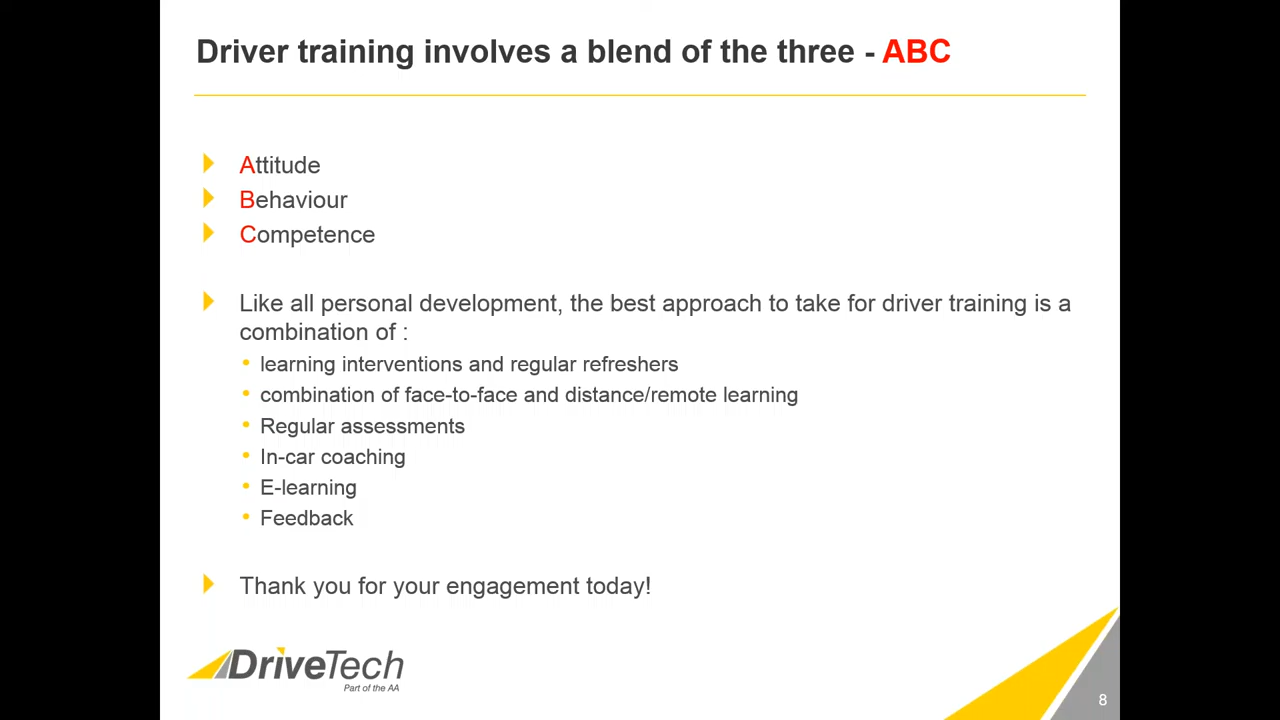 Driver training involves a blend of the three - ABC
Attitude
Behaviour
Competence
Like all personal development, the best approach to take for driver training is a
combination of :
learning interventions and regular refreshers
combination of face-to-face and distance/remote learning
Regular assessments
In-car coaching
E-learning
Feedback
Thank you for your engagement today!
DriveTech
Part of the AA
8